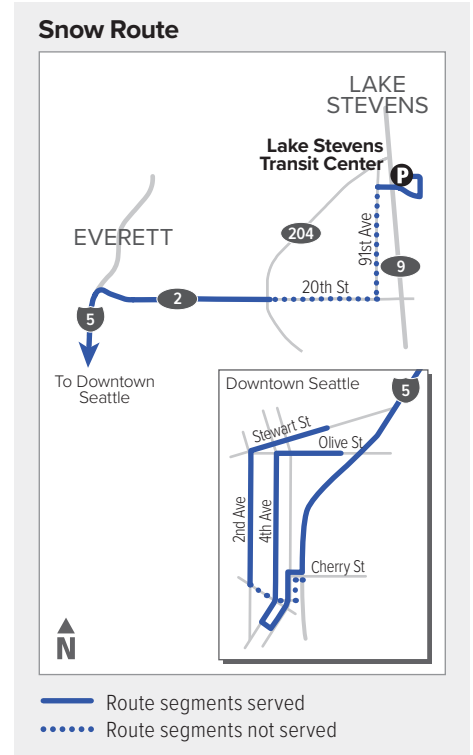 Snow Route
LAKE
STEVENS
Lake Stevens
Transit Center
P
EVERETT
204
91st Ave
9
20th St
2
5
To Downtown
Seattle
Downtown Seattle
5
Stewart St
Olive St
2nd Ave
4th Ave
Cherry St
N
Route segments served
Route segments not served